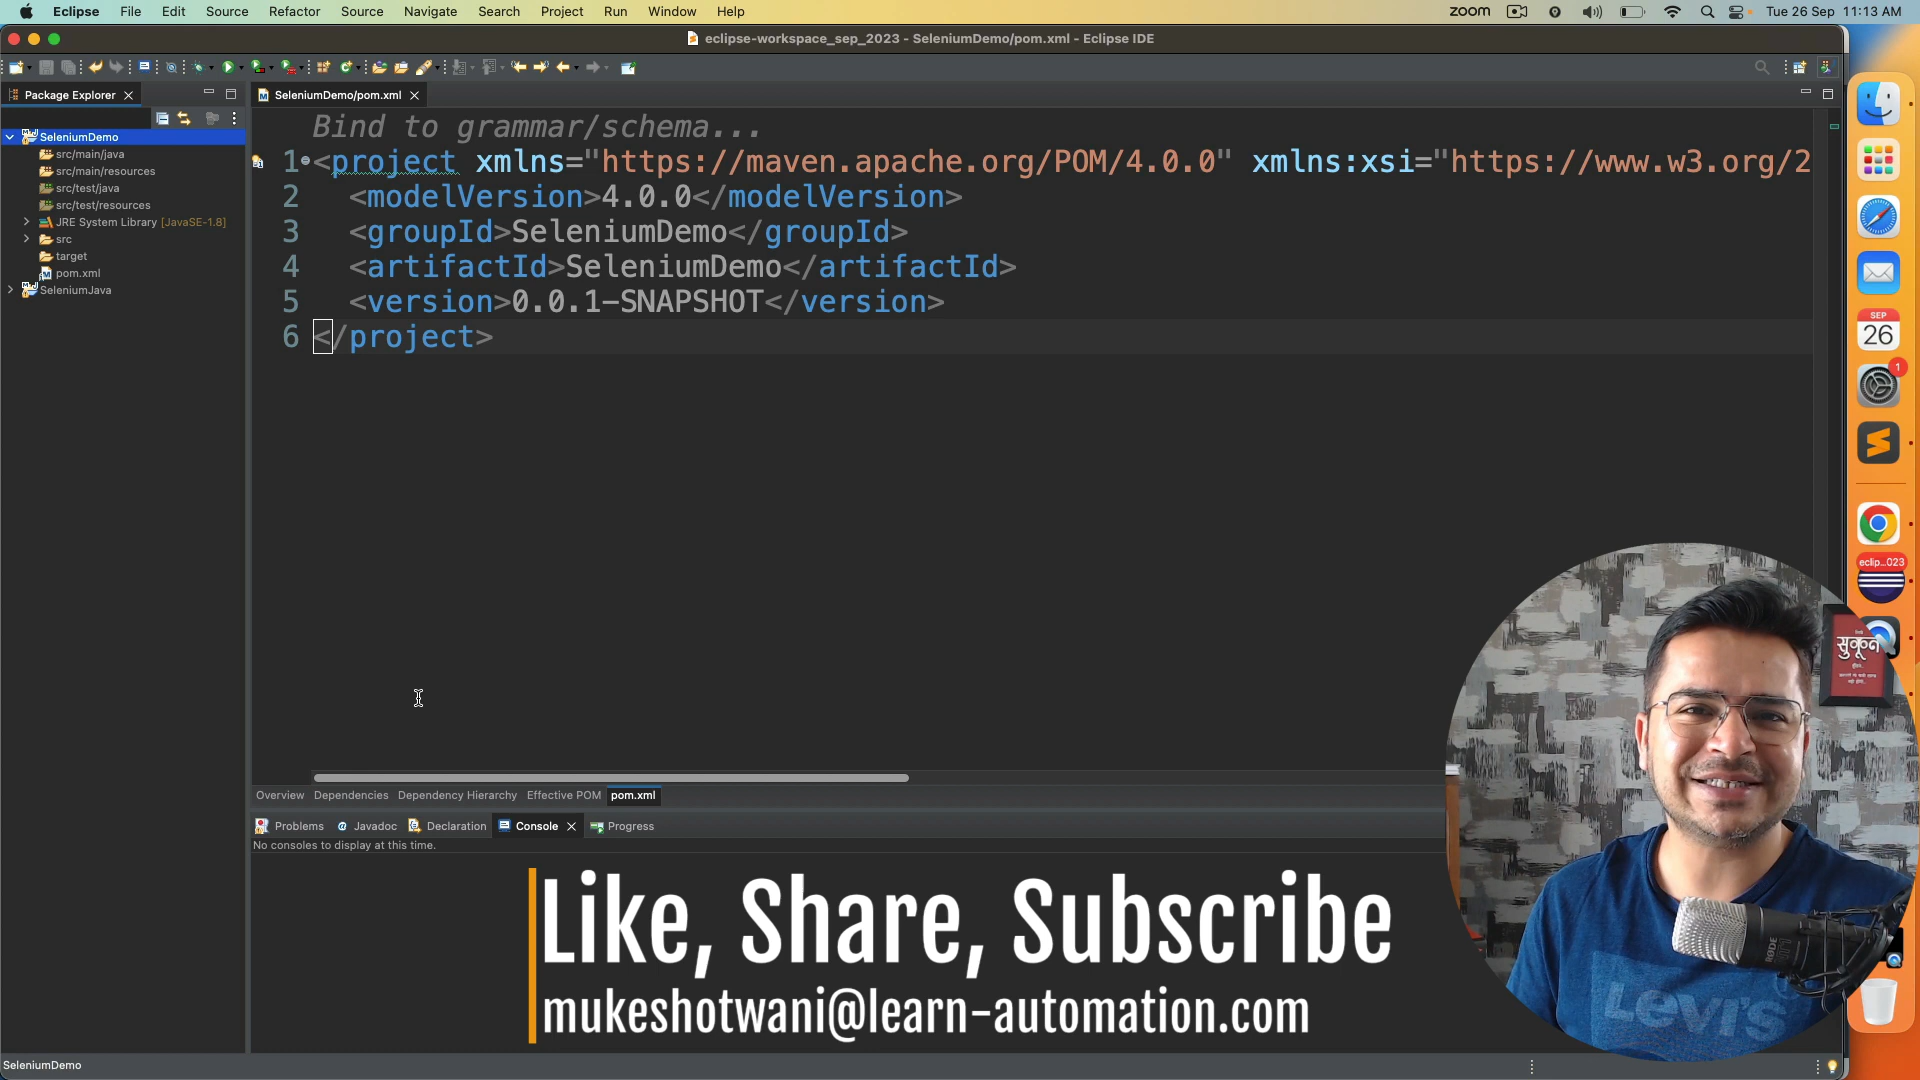 Eclipse File Edit Source Refactor Source Navigate Search Project Run Window Help zoom Tue 26 Sep 11:13 AM
eclipse-workspace_sep_2023 - SeleniumDemo/pom.xml - Eclipse IDE
Package Explorer
SeleniumDemo
src/main/java
src/main/resources
src/test/java
src/test/resources
JRE System Library [JavaSE-1.8]
src
target
pom.xml
SeleniumJava
SeleniumDemo/pom.xml
Bind to grammar/schema...
1 <project xmlns="https://maven.apache.org/POM/4.0.0" xmlns:xsi="https://www.w3.org/2
2 <modelVersion>4.0.0</modelVersion>
3 <groupId>SeleniumDemo</groupId>
4 <artifactId>SeleniumDemo</artifactId>
5 <version>0.0.1-SNAPSHOT</version>
6 </project>
Overview Dependencies Dependency Hierarchy Effective POM pom.xml
Problems Javadoc Declaration Console Progress
No consoles to display at this time.
Like, Share, Subscribe
mukeshotwani@learn-automation.com
SEP
26
1
eclip...023
सुकून
RØDE
Levi's
SeleniumDemo